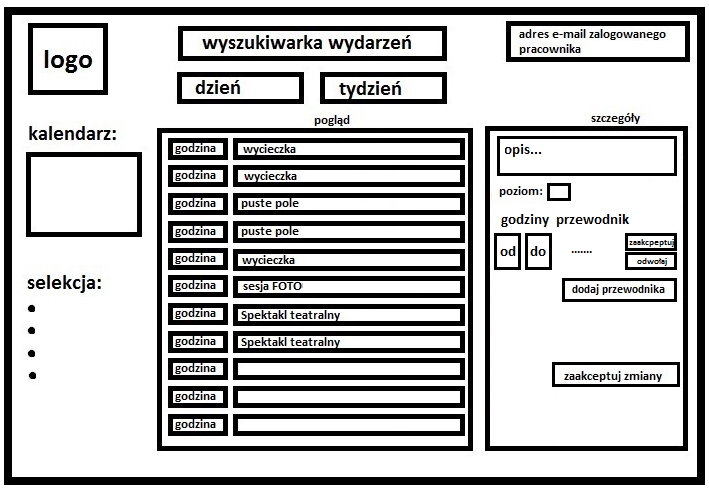 logo
wyszukiwarka wydarzeń
adres e-mail zalogowanego
pracownika
dzień
tydzień
kalendarz:
selekcja:
pogląd
godzina wycieczka
godzina wycieczka
godzina puste pole
godzina puste pole
godzina wycieczka
godzina sesja FOTO
godzina Spektakl teatralny
godzina Spektakl teatralny
godzina
godzina
godzina
szczegóły
opis...
poziom:
godziny przewodnik
od do ....... zaakcpeptuj
odwołaj
dodaj przewodnika
zaakceptuj zmiany